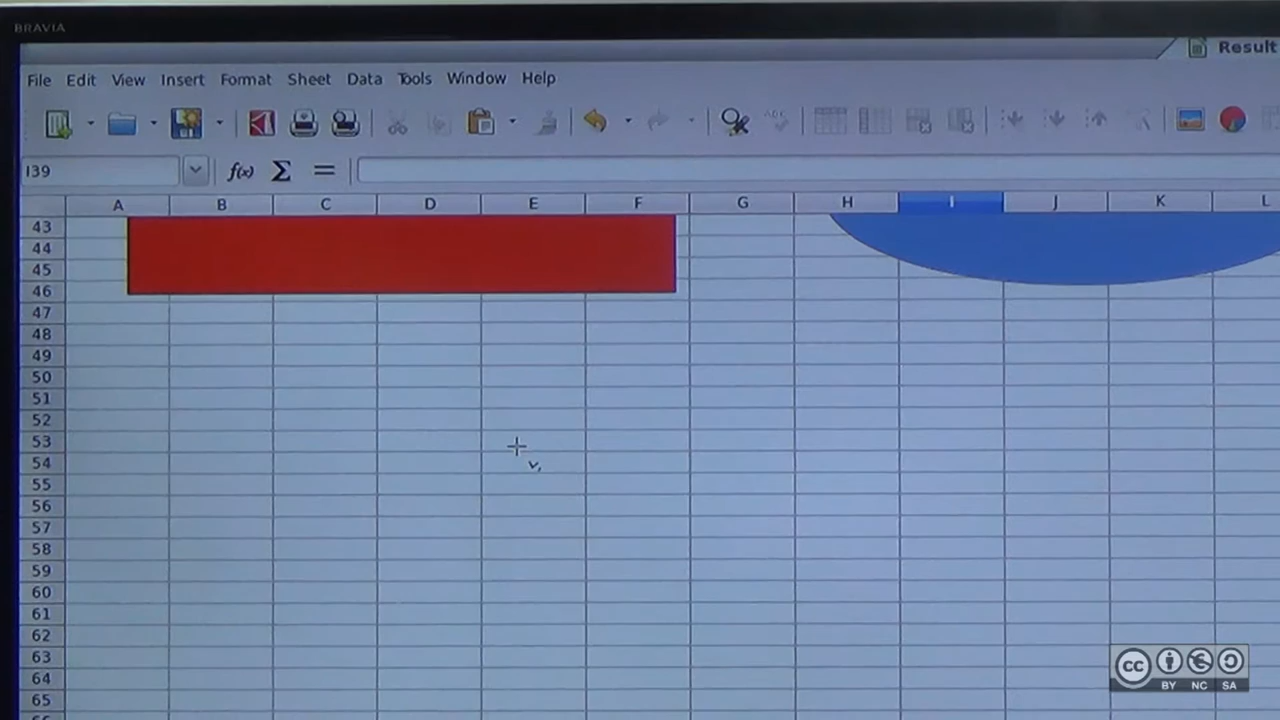 BRAVIA
Result
File Edit View Insert Format Sheet Data Tools Window Help
I39
f(x) Σ =
A B C D E F G H I J K L
43
44
45
46
47
48
49
50
51
52
53
54
55
56
57
58
59
60
61
62
63
64
65
cc
BY NC SA